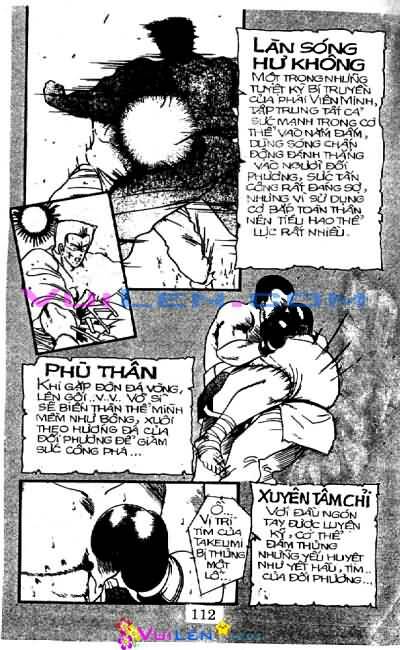 LÀN SÓNG
HƯ KHÔNG
MỘT TRONG NHỮNG
TUYỆT KỸ BÍ TRUYỀN
CỦA PHÁI VIÊN MINH,
TẬP TRUNG TẤT CẢ
SỨC MẠNH TRONG CƠ
THỂ VÀO NẮM ĐẤM,
DÙNG SÓNG CHẤN
ĐỘNG ĐÁNH THẲNG
VÀO NGƯỜI ĐỐI
PHƯƠNG, SỨC TẤN
CÔNG RẤT ĐÁNG SỢ,
NHƯNG VÌ SỬ DỤNG
CƠ BẮP TOÀN THÂN
NÊN TIÊU HAO THỂ
LỰC RẤT NHIỀU.
VUILEN.COM
PHÙ THÂN
KHI GẶP ĐÒN ĐÁ VÒNG,
LÊN GỐI ..V..V.. VÕ SĨ
SẼ BIẾN THÂN THỂ MÌNH
MỀM NHƯ BÔNG, XUÔI
THEO HƯỚNG ĐÁ CỦA
ĐỐI PHƯƠNG ĐỂ GIẢM
SỨC CÔNG PHÁ...
Ồ...
VỊ TRÍ
TIM CỦA
TAKEUMI
BỊ THỦNG
MỘT
LỖ...
XUYÊN TÂM CHỈ
VỚI ĐẦU NGÓN
TAY ĐƯỢC LUYỆN
KỸ, CÓ THỂ
ĐÂM THỦNG
NHỮNG YẾU HUYỆT
NHƯ YẾT HẦU, TIM...
CỦA ĐỐI PHƯƠNG...
112
VUILEN